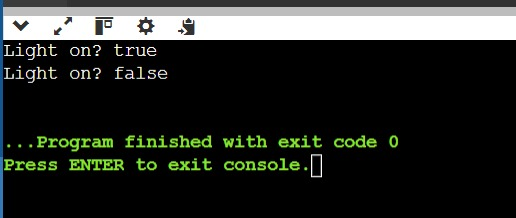 Light on? true
Light on? false
...Program finished with exit code 0
Press ENTER to exit console.